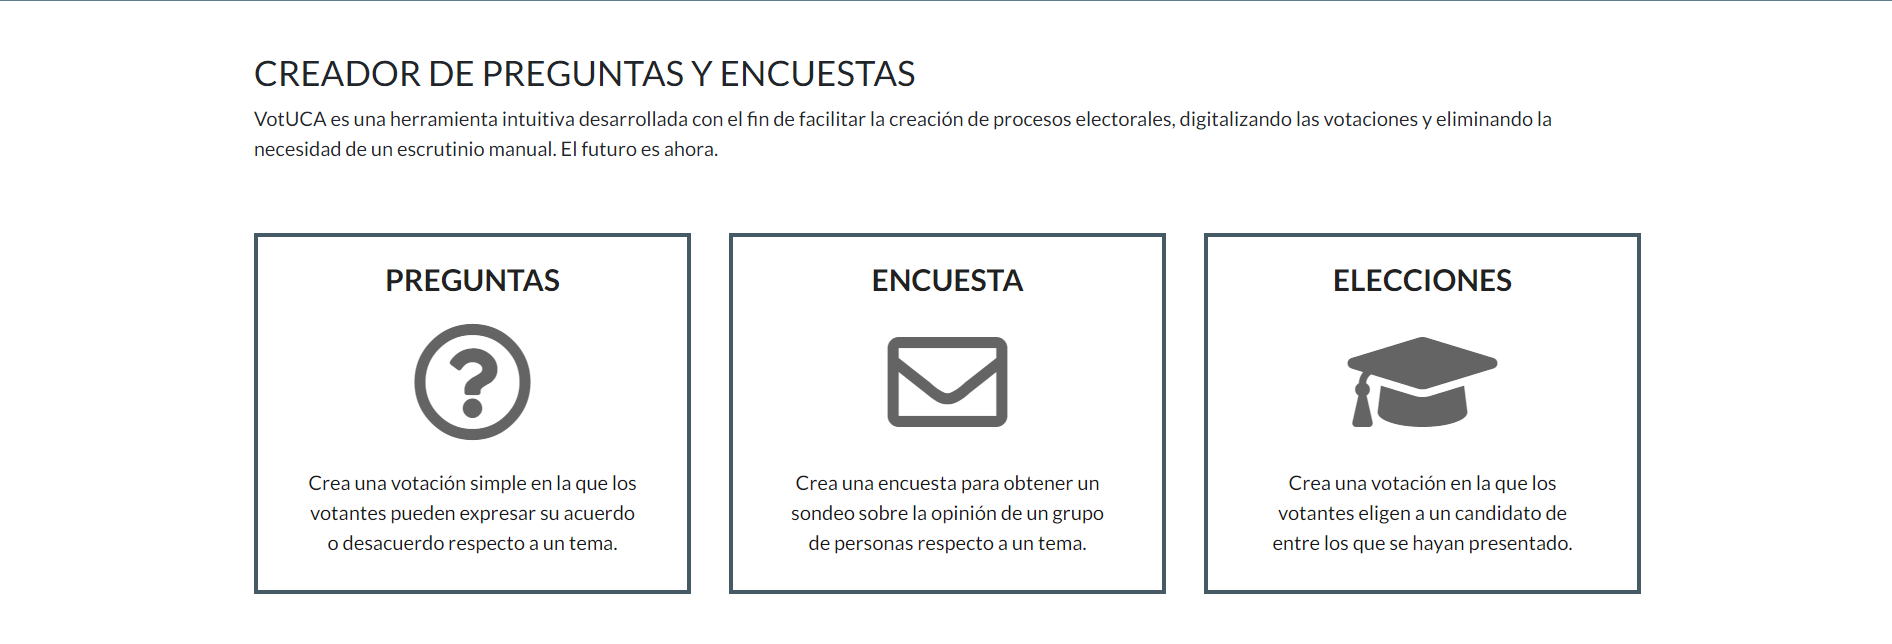 CREADOR DE PREGUNTAS Y ENCUESTAS
VotUCA es una herramienta intuitiva desarrollada con el fin de facilitar la creación de procesos electorales, digitalizando las votaciones y eliminando la
necesidad de un escrutinio manual. El futuro es ahora.
PREGUNTAS
Crea una votación simple en la que los
votantes pueden expresar su acuerdo
o desacuerdo respecto a un tema.
ENCUESTA
Crea una encuesta para obtener un
sondeo sobre la opinión de un grupo
de personas respecto a un tema.
ELECCIONES
Crea una votación en la que los
votantes eligen a un candidato de
entre los que se hayan presentado.